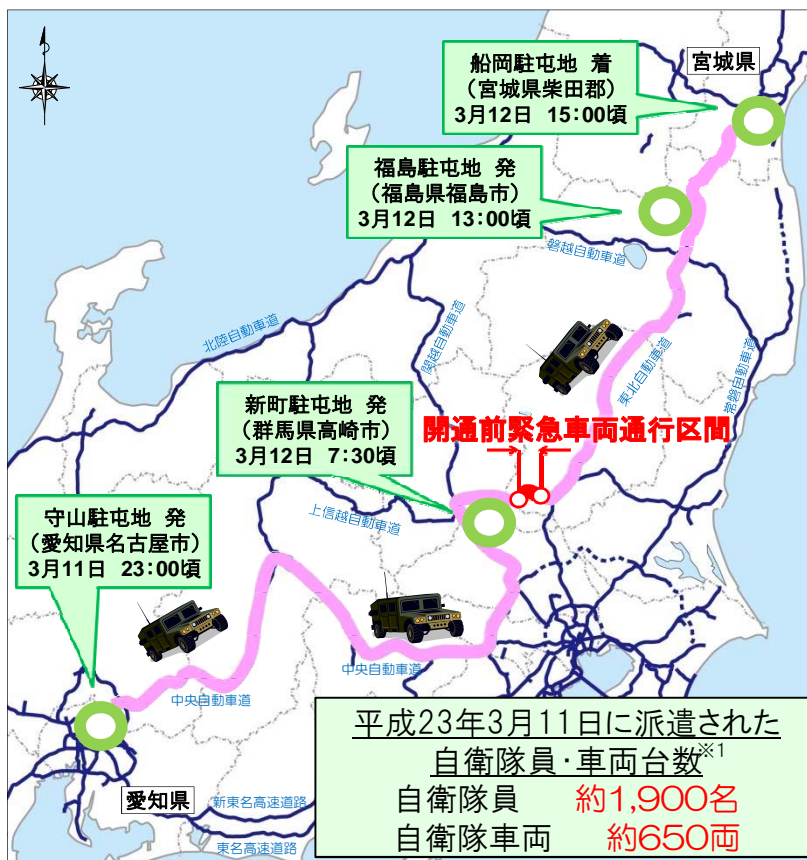 船岡駐屯地 着
(宮城県柴田郡)
3月12日 15:00頃
宮城県
福島駐屯地 発
(福島県福島市)
3月12日 13:00頃
磐越自動車道
北陸自動車道
関越自動車道
東北自動車道
常磐自動車道
新町駐屯地 発
(群馬県高崎市)
3月12日 7:30頃
開通前緊急車両通行区間
上信越自動車道
守山駐屯地 発
(愛知県名古屋市)
3月11日 23:00頃
中央自動車道
中央自動車道
愛知県
新東名高速道路
東名高速道路
平成23年3月11日に派遣された
自衛隊員・車両台数※1
自衛隊員 約1,900名
自衛隊車両 約650両